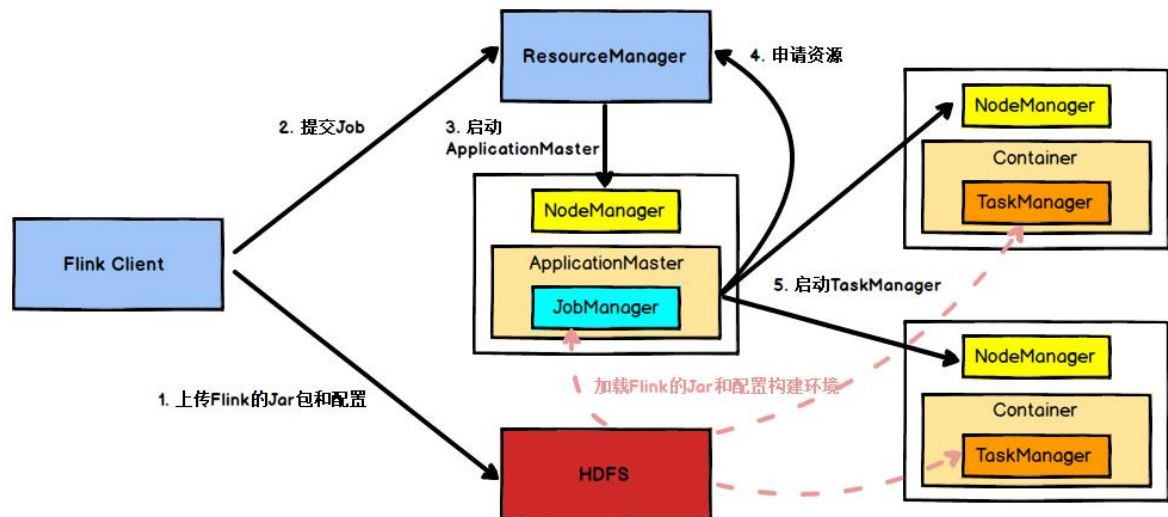 ResourceManager
4. 申请资源
NodeManager
Container
TaskManager
2. 提交Job
3. 启动
ApplicationMaster
NodeManager
ApplicationMaster
JobManager
Flink Client
5. 启动TaskManager
NodeManager
Container
TaskManager
加载Flink的Jar和配置构建环境
1. 上传Flink的Jar包和配置
HDFS